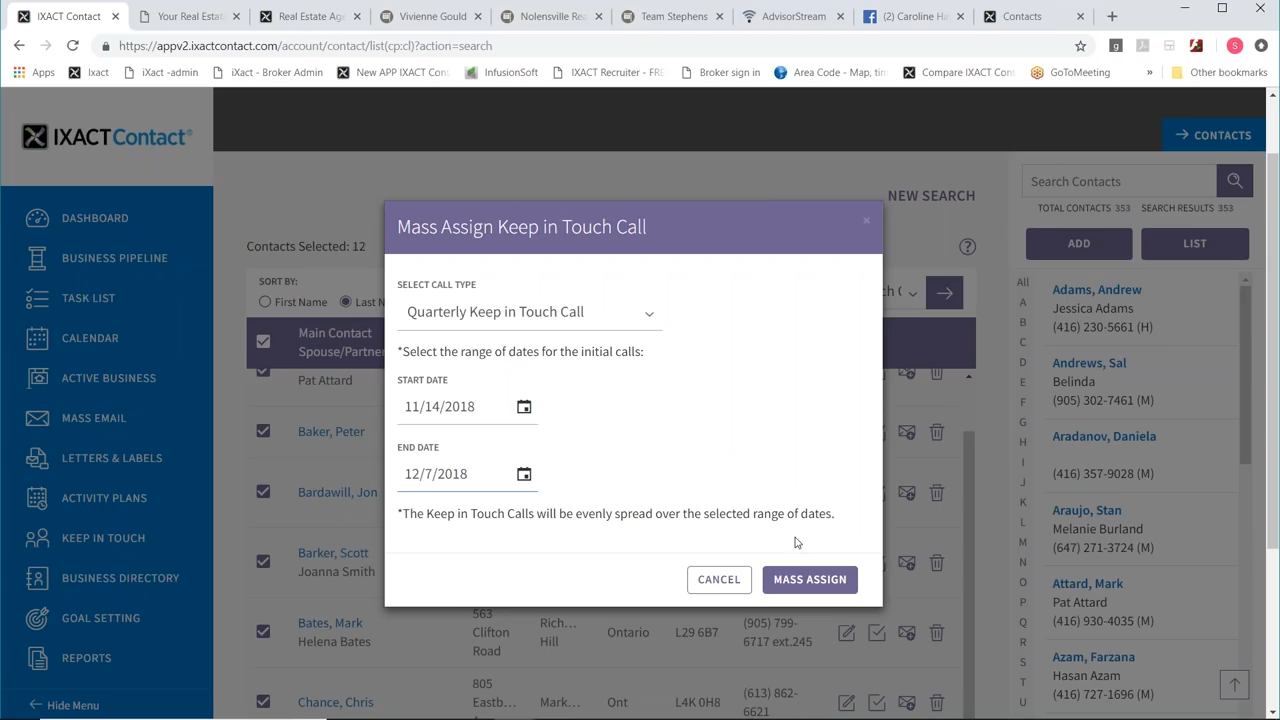 IXACT Contact
Your Real Estat
Real Estate Age
Vivienne Gould
Nolensville Rea
Team Stephens
AdvisorStream
(2) Caroline Ha
Contacts
https://appv2.ixactcontact.com/account/contact/list(cp:cl)?action=search
Apps
Ixact
iXact -admin
iXact - Broker Admin
New APP IXACT Cont
InfusionSoft
IXACT Recruiter - FRE
Broker sign in
Area Code - Map, tim
Compare IXACT Cont
GoToMeeting
»
Other bookmarks
IXACTContact®
→ CONTACTS
DASHBOARD
BUSINESS PIPELINE
TASK LIST
CALENDAR
ACTIVE BUSINESS
MASS EMAIL
LETTERS & LABELS
ACTIVITY PLANS
KEEP IN TOUCH
BUSINESS DIRECTORY
GOAL SETTING
REPORTS
Hide Menu
NEW SEARCH
Contacts Selected: 12
SORT BY:
First Name
Last N
Main Contact
Spouse/Partner
Pat Attard
Baker, Peter
Bardawill, Jon
Barker, Scott
Joanna Smith
Bates, Mark
Helena Bates
563
Clifton
Road
Rich...
Hill
Ontario
L29 6B7
(905) 799-
6717 ext.245
Chance, Chris
805
Eastb...
Mark...
Ont
L4K 0H8
(613) 862-
6621
Mass Assign Keep in Touch Call
×
SELECT CALL TYPE
Quarterly Keep in Touch Call
*Select the range of dates for the initial calls:
START DATE
11/14/2018
END DATE
12/7/2018
*The Keep in Touch Calls will be evenly spread over the selected range of dates.
CANCEL
MASS ASSIGN
Search Contacts
TOTAL CONTACTS 353
SEARCH RESULTS 353
ADD
LIST
All
A
B
C
D
E
F
G
H
I
J
K
L
M
N
O
P
Q
R
S
T
U
Adams, Andrew
Jessica Adams
(416) 230-5661 (H)
Andrews, Sal
Belinda
(905) 302-7461 (M)
Aradanov, Daniela
(416) 357-9028 (M)
Araujo, Stan
Melanie Burland
(647) 271-3724 (M)
Attard, Mark
Pat Attard
(416) 930-4035 (M)
Azam, Farzana
Hasan Azam
(416) 727-1696 (M)